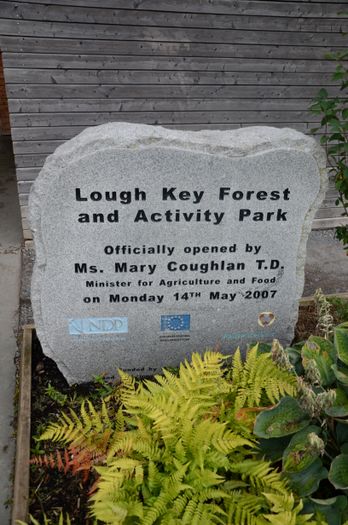 Lough Key Forest
and Activity Park
Officially opened by
Ms. Mary Coughlan T.D.
Minister for Agriculture and Food
on Monday 14TH May 2007
NDP
by